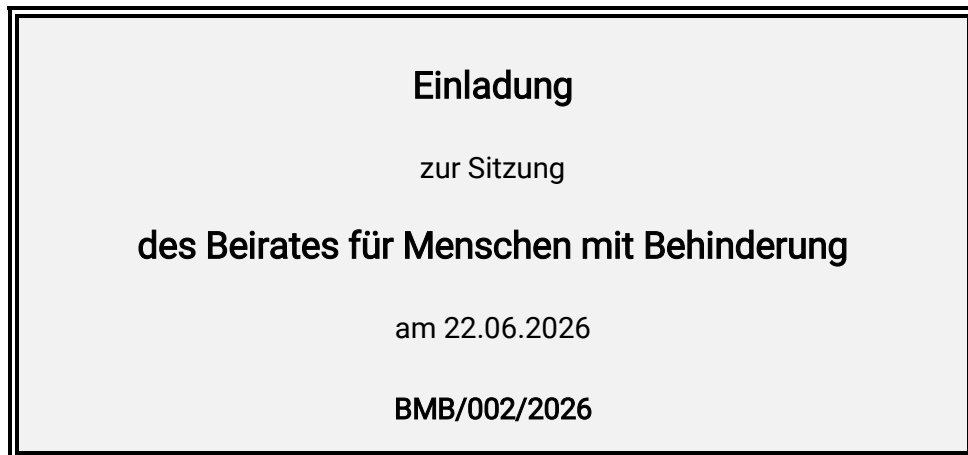 Einladung
zur Sitzung
des Beirates für Menschen mit Behinderung
am 22.06.2026
BMB/002/2026